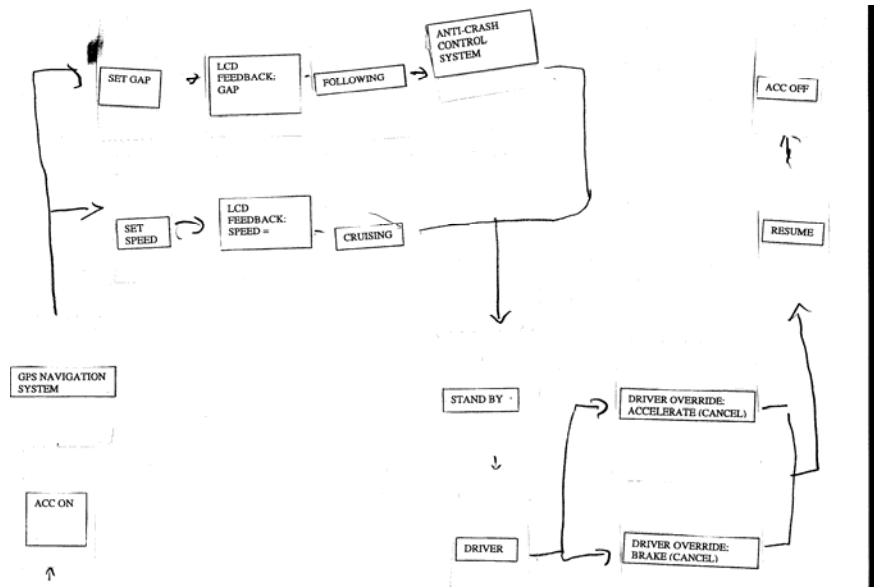 ANTI-CRASH
CONTROL
SYSTEM
SET GAP
LCD
FEEDBACK:
GAP
FOLLOWING
ACC OFF
SET
SPEED
LCD
FEEDBACK:
SPEED =
CRUISING
RESUME
GPS NAVIGATION
SYSTEM
STAND BY
DRIVER OVERRIDE:
ACCELERATE (CANCEL)
ACC ON
DRIVER
DRIVER OVERRIDE:
BRAKE (CANCEL)